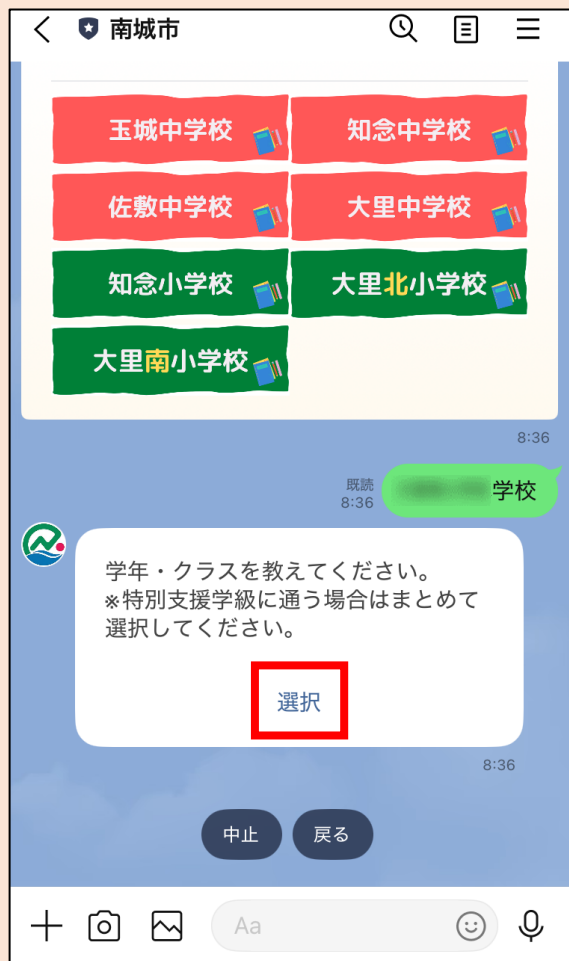 南城市
玉城中学校
知念中学校
佐敷中学校
大里中学校
知念小学校
大里北小学校
大里南小学校
8:36
既読
8:36
学校
学年・クラスを教えてください。
※特別支援学級に通う場合はまとめて
選択してください。
選択
8:36
中止
戻る
Aa